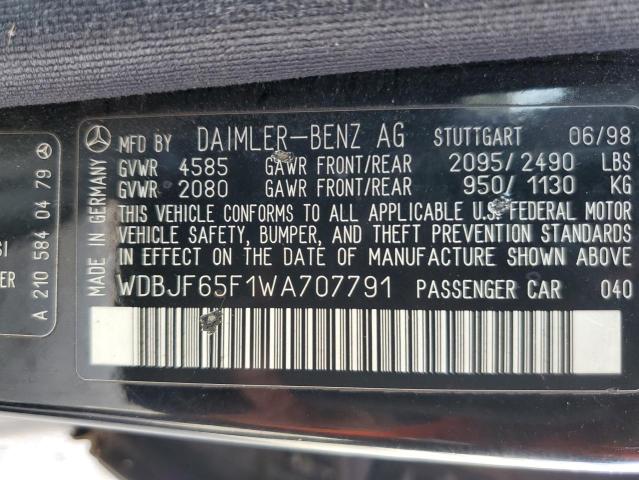 MFD BY DAIMLER-BENZ AG STUTTGART 06/98
GVWR 4585 GAWR FRONT/REAR 2095/2490 LBS
GVWR 2080 GAWR FRONT/REAR 950/1130 KG
THIS VEHICLE CONFORMS TO ALL APPLICABLE U.S. FEDERAL MOTOR
VEHICLE SAFETY, BUMPER, AND THEFT PREVENTION STANDARDS
IN EFFECT ON THE DATE OF MANUFACTURE SHOWN ABOVE
WDBJF65F1WA707791 PASSENGER CAR 040
MADE IN GERMANY
A 210 584 04 79